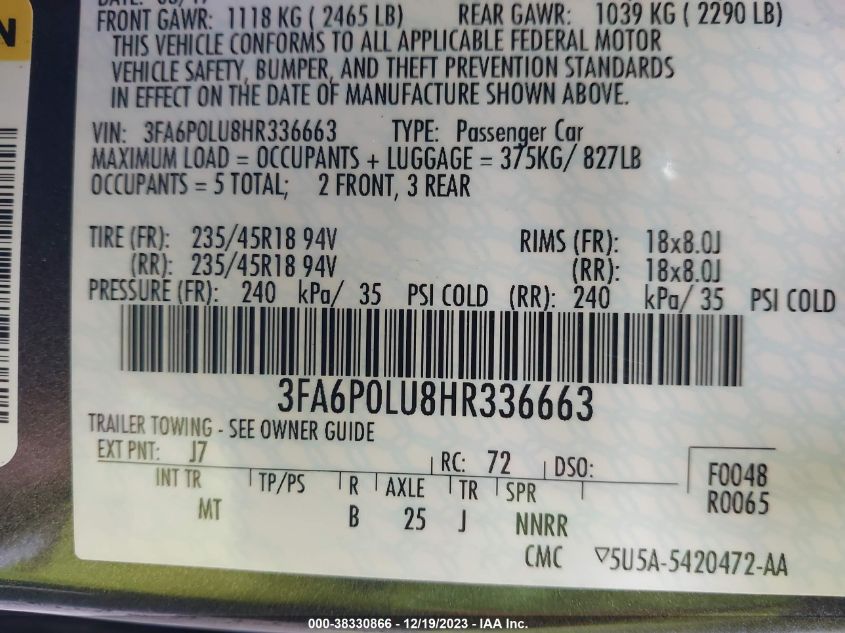 FRONT GAWR: 1118 KG ( 2465 LB) REAR GAWR: 1039 KG ( 2290 LB)
THIS VEHICLE CONFORMS TO ALL APPLICABLE FEDERAL MOTOR
VEHICLE SAFETY, BUMPER, AND THEFT PREVENTION STANDARDS
IN EFFECT ON THE DATE OF MANUFACTURE SHOWN ABOVE.
VIN: 3FA6P0LU8HR336663 TYPE: Passenger Car
MAXIMUM LOAD = OCCUPANTS + LUGGAGE = 375KG/ 827LB
OCCUPANTS = 5 TOTAL; 2 FRONT, 3 REAR
TIRE (FR): 235/45R18 94V RIMS (FR): 18x8.0J
(RR): 235/45R18 94V (RR): 18x8.0J
PRESSURE (FR): 240 kPa/ 35 PSI COLD (RR): 240 kPa/ 35 PSI COLD
3FA6P0LU8HR336663
TRAILER TOWING - SEE OWNER GUIDE
EXT PNT: J7 RC: 72 DSO:
INT TR TP/PS R AXLE TR SPR
MT B 25 J NNRR
F0048
R0065
CMC ▽5U5A-5420472-AA
N
000-38330866 - 12/19/2023 - IAA Inc.